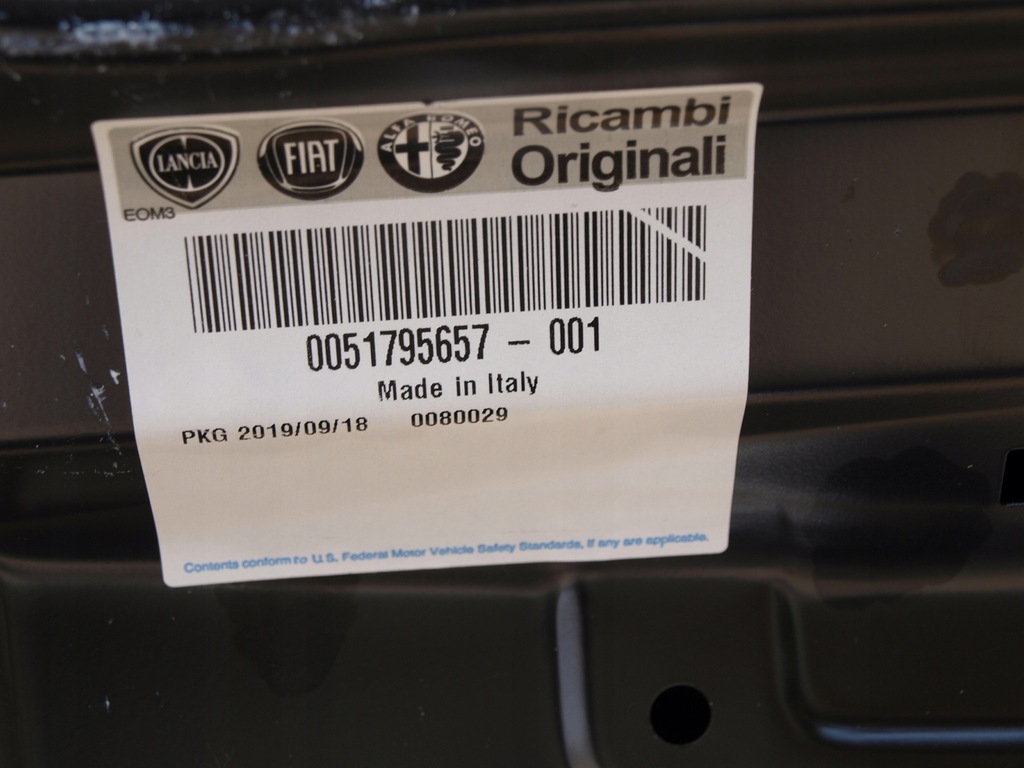 LANCIA
FIAT
ALFA ROMEO
Ricambi
Originali
EOM3
0051795657 – 001
Made in Italy
PKG 2019/09/18 0080029
Contents conform to U.S. Federal Motor Vehicle Safety Standards, if any are applicable.